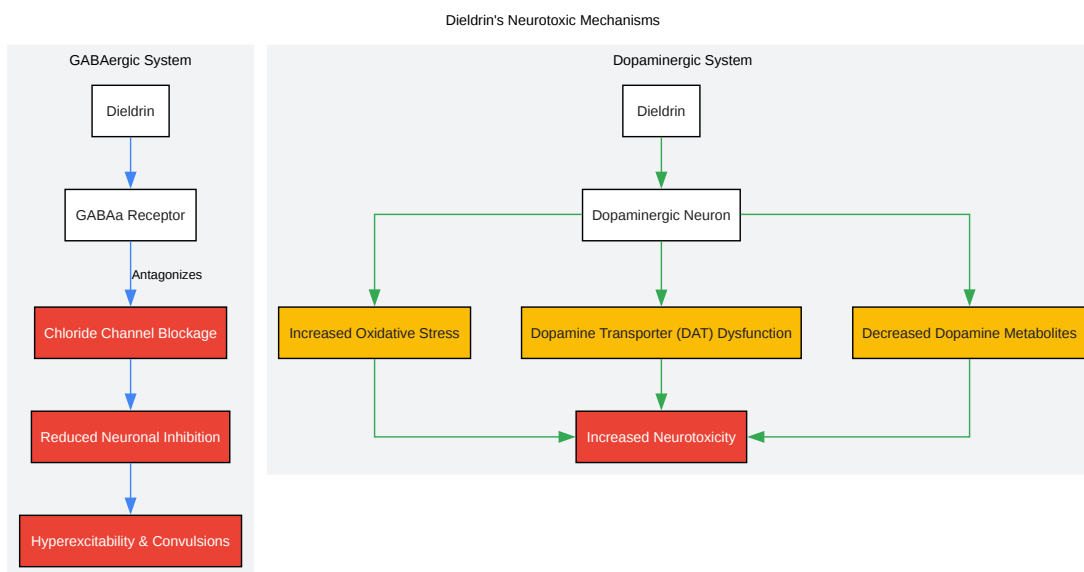 Dieldrin's Neurotoxic Mechanisms
GABAergic System
Dieldrin
GABAa Receptor
Antagonizes
Chloride Channel Blockage
Reduced Neuronal Inhibition
Hyperexcitability & Convulsions
Dopaminergic System
Dieldrin
Dopaminergic Neuron
Increased Oxidative Stress
Dopamine Transporter (DAT) Dysfunction
Decreased Dopamine Metabolites
Increased Neurotoxicity